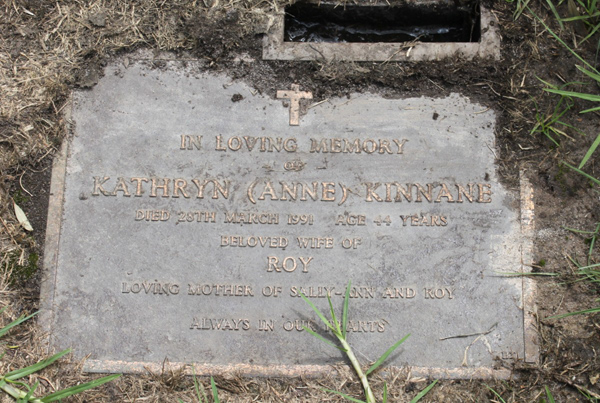 IN LOVING MEMORY
OF
KATHRYN (ANNE) KINNANE
DIED 28TH MARCH 1991 AGE 44 YEARS
BELOVED WIFE OF
ROY
LOVING MOTHER OF SALLY-ANN AND ROY
ALWAYS IN OUR HEARTS